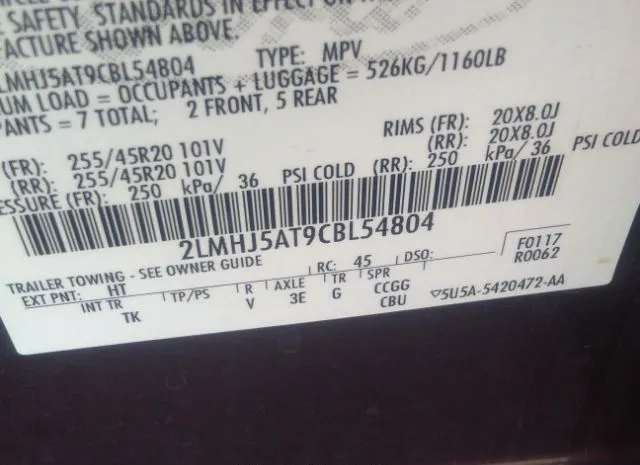 SAFETY, STANDARDS
FACTURE SHOWN ABOVE.
LMHJ5AT9CBL54804 TYPE: MPV
UM LOAD = OCCUPANTS + LUGGAGE = 526KG/1160LB
PANTS = 7 TOTAL; 2 FRONT, 5 REAR
(FR): 255/45R20 101V RIMS (FR): 20X8.0J
(RR): 255/45R20 101V (RR): 20X8.0J
ESSURE (FR): 250 kPa/ 36 PSI COLD (RR): 250 kPa/ 36 PSI COLD
2LMHJ5AT9CBL54804
TRAILER TOWING - SEE OWNER GUIDE RC: 45 DSO: F0117
EXT PNT: HT R0062
INT TR TP/PS R AXLE TR SPR
TK V 3E G CCGG 5U5A-5420472-AA
CBU